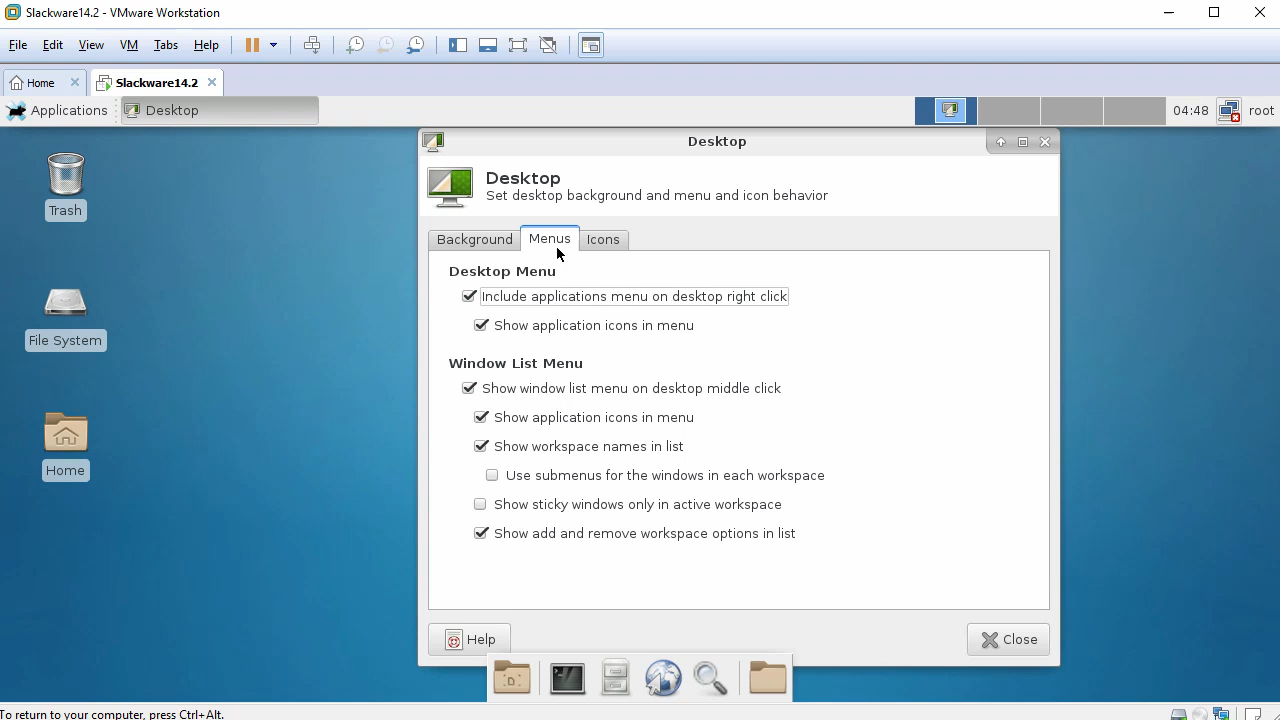 Slackware14.2 - VMware Workstation
File Edit View VM Tabs Help
Home Slackware14.2
Applications Desktop 04:48 root
Desktop
Desktop
Set desktop background and menu and icon behavior
Trash
Background Menus Icons
Desktop Menu
Include applications menu on desktop right click
Show application icons in menu
File System
Window List Menu
Show window list menu on desktop middle click
Show application icons in menu
Show workspace names in list
Home
Use submenus for the windows in each workspace
Show sticky windows only in active workspace
Show add and remove workspace options in list
Help Close
D
To return to your computer, press Ctrl+Alt.